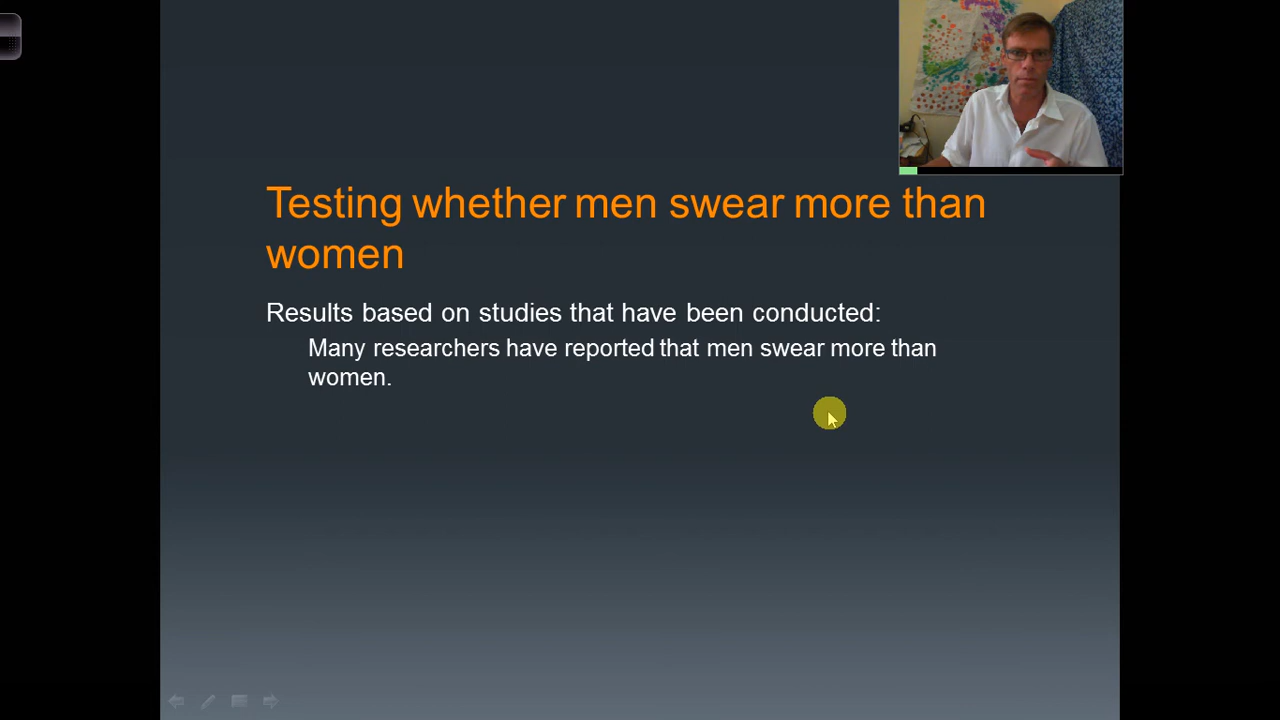 Testing whether men swear more than
women
Results based on studies that have been conducted:
Many researchers have reported that men swear more than
women.